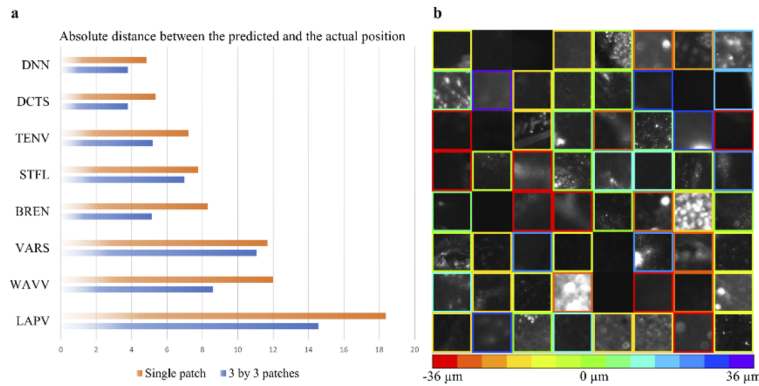 a
b
Absolute distance between the predicted and the actual position
DNN
DCTS
TENV
STFL
BREN
VARS
WAVV
LAPV
0 2 4 6 8 10 12 14 16 18 20
Single patch 3 by 3 patches
-36 µm 0 µm 36 µm